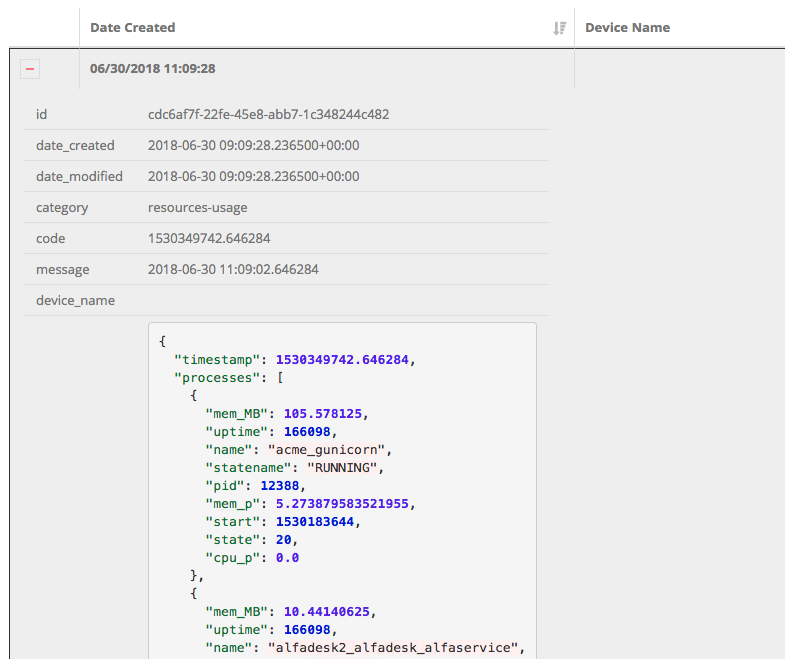 Date Created Device Name
− 06/30/2018 11:09:28
id cdc6af7f-22fe-45e8-abb7-1c348244c482
date_created 2018-06-30 09:09:28.236500+00:00
date_modified 2018-06-30 09:09:28.236500+00:00
category resources-usage
code 1530349742.646284
message 2018-06-30 11:09:02.646284
device_name
{
"timestamp": 1530349742.646284,
"processes": [
{
"mem_MB": 105.578125,
"uptime": 166098,
"name": "acme_gunicorn",
"statename": "RUNNING",
"pid": 12388,
"mem_p": 5.273879583521955,
"start": 1530183644,
"state": 20,
"cpu_p": 0.0
},
{
"mem_MB": 10.44140625,
"uptime": 166098,
"name": "alfadesk2_alfadesk_alfaservice",